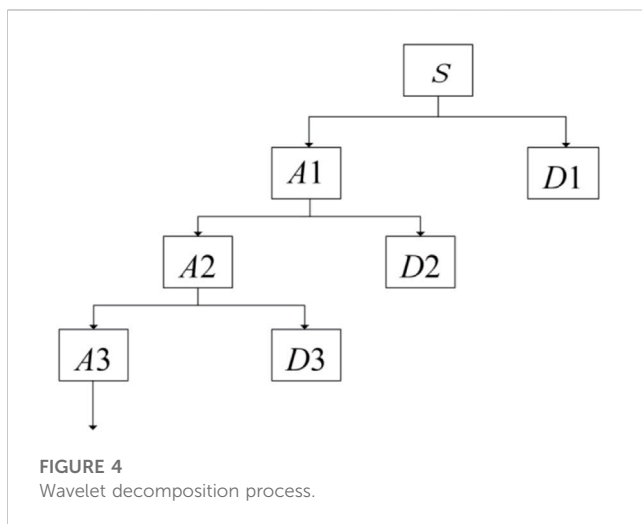 S
A1 D1
A2 D2
A3 D3
FIGURE 4
Wavelet decomposition process.